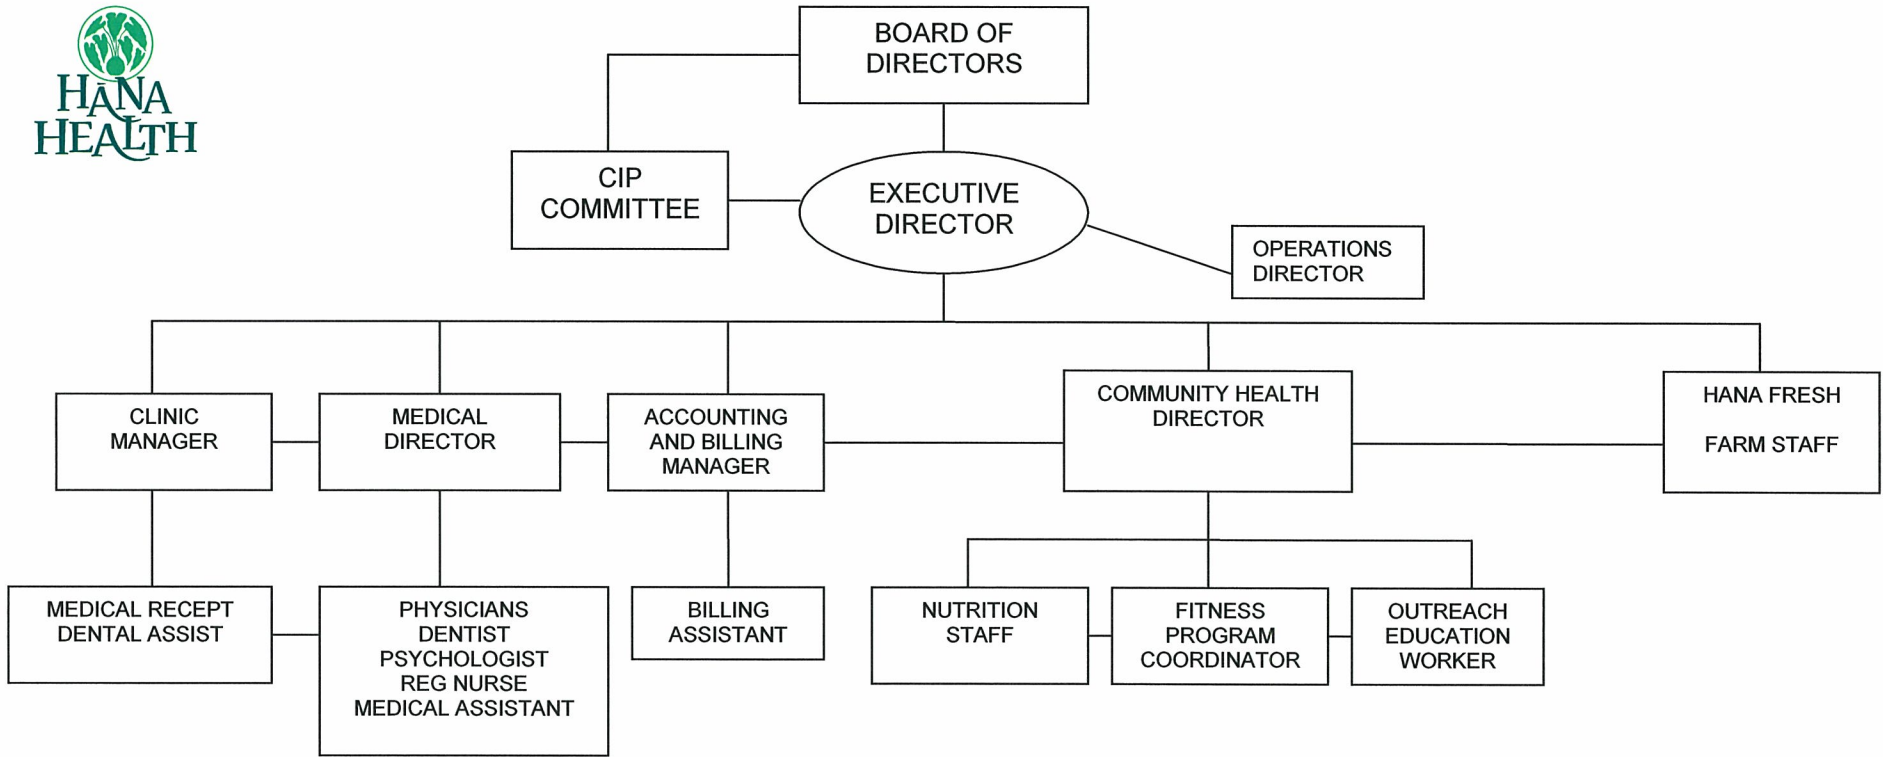 HĀNA
HEALTH
BOARD OF
DIRECTORS
CIP
COMMITTEE
EXECUTIVE
DIRECTOR
OPERATIONS
DIRECTOR
CLINIC
MANAGER
MEDICAL
DIRECTOR
ACCOUNTING
AND BILLING
MANAGER
COMMUNITY HEALTH
DIRECTOR
HANA FRESH
FARM STAFF
MEDICAL RECEPT
DENTAL ASSIST
PHYSICIANS
DENTIST
PSYCHOLOGIST
REG NURSE
MEDICAL ASSISTANT
BILLING
ASSISTANT
NUTRITION
STAFF
FITNESS
PROGRAM
COORDINATOR
OUTREACH
EDUCATION
WORKER